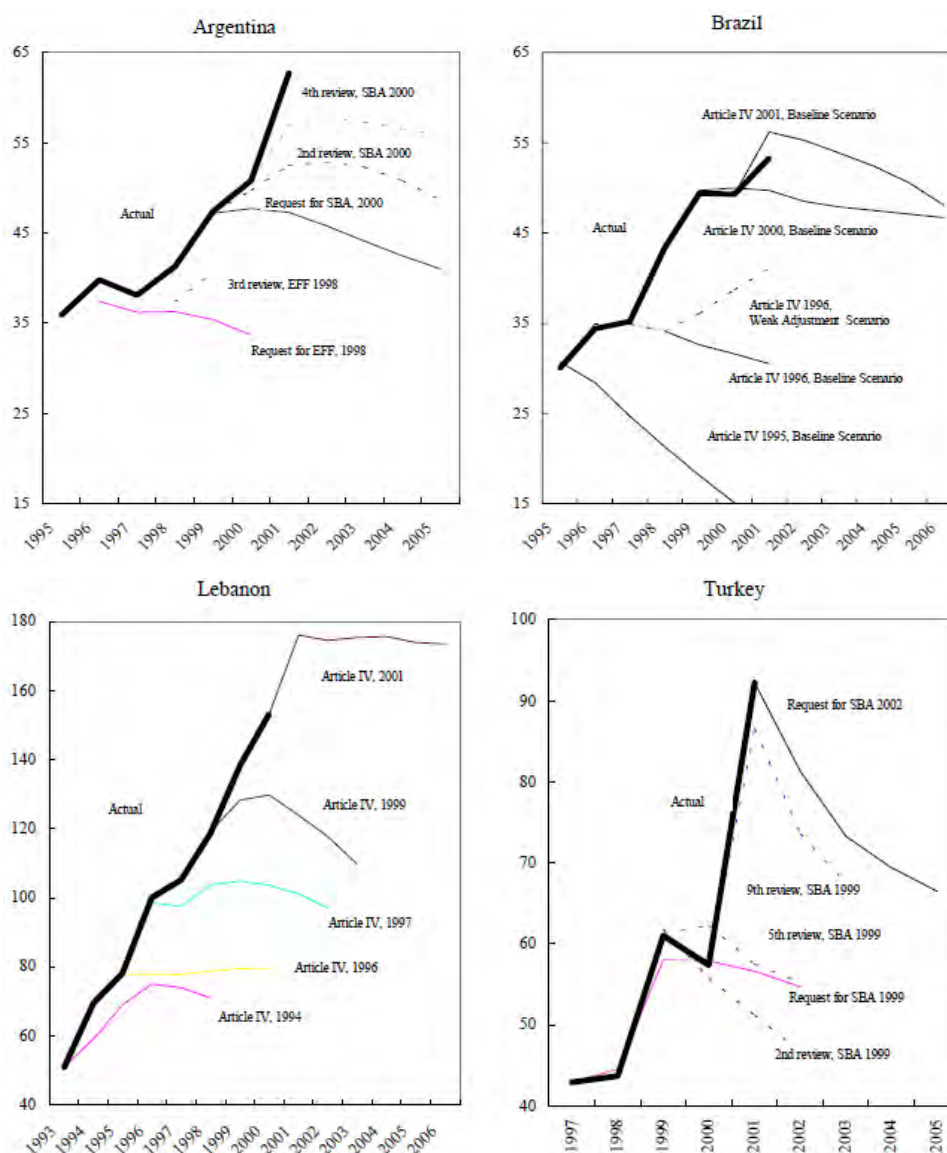 Argentina
65
55
45
35
25
15
4th review, SBA 2000
2nd review, SBA 2000
Request for SBA, 2000
Actual
3rd review, EFF 1998
Request for EFF, 1998
1995
1996
1997
1998
1999
2000
2001
2002
2003
2004
2005
Brazil
65
55
45
35
25
15
Article IV 2001, Baseline Scenario
Actual
Article IV 2000, Baseline Scenario
Article IV 1996,
Weak Adjustment Scenario
Article IV 1996, Baseline Scenario
Article IV 1995, Baseline Scenario
1995
1996
1997
1998
1999
2000
2001
2002
2003
2004
2005
2006
Lebanon
180
160
140
120
100
80
60
40
Article IV, 2001
Actual
Article IV, 1999
Article IV, 1997
Article IV, 1996
Article IV, 1994
1993
1994
1995
1996
1997
1998
1999
2000
2001
2002
2003
2004
2005
2006
Turkey
100
90
80
70
60
50
40
Request for SBA 2002
Actual
9th review, SBA 1999
5th review, SBA 1999
Request for SBA 1999
2nd review, SBA 1999
1997
1998
1999
2000
2001
2002
2003
2004
2005